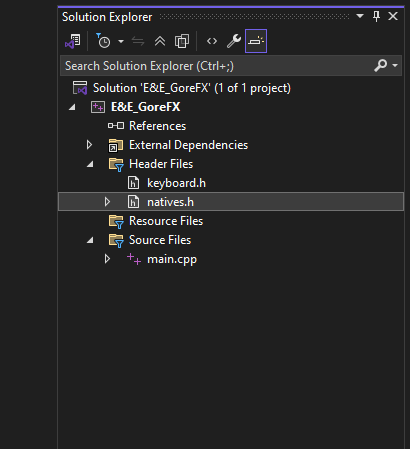 Solution Explorer
Search Solution Explorer (Ctrl+;)
Solution 'E&E_GoreFX' (1 of 1 project)
E&E_GoreFX
References
External Dependencies
Header Files
keyboard.h
natives.h
Resource Files
Source Files
main.cpp